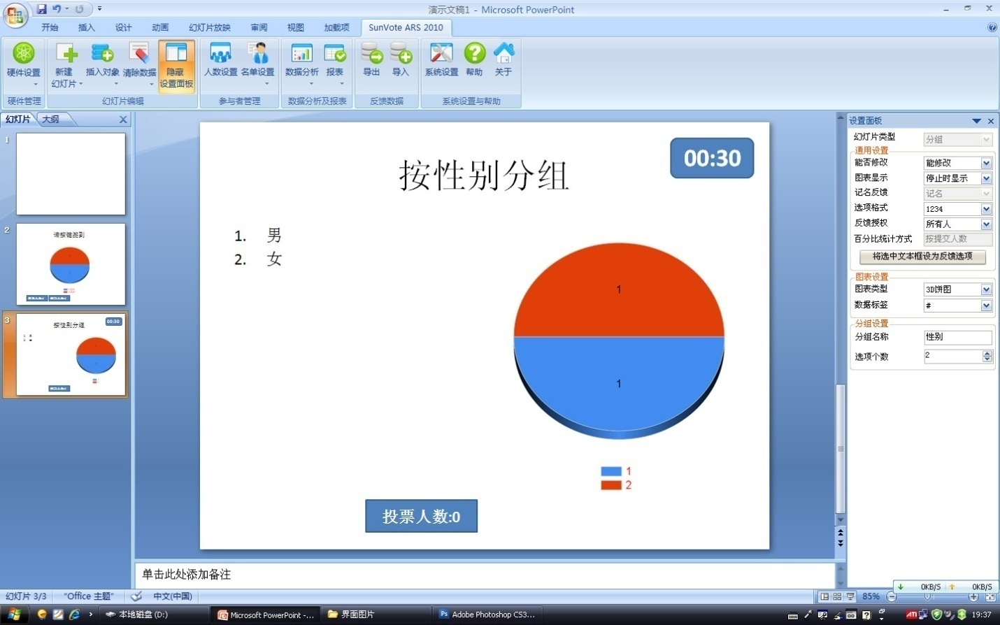 演示文稿1 - Microsoft PowerPoint
开始 插入 设计 动画 幻灯片放映 审阅 视图 加载项 SunVote ARS 2010
硬件设置 新建幻灯片 插入对象 清除数据 隐藏设置面板 人数设置 名单设置 数据分析 报表 导出 导入 系统设置 帮助 关于
硬件管理 幻灯片编辑 参与者管理 数据分析及报表 反馈数据 系统设置与帮助
幻灯片 大纲
1
2
请按键签到
3
按性别分组
00:30
按性别分组
00:30
1. 男
2. 女
1
1
1
2
投票人数:0
单击此处添加备注
设置面板
幻灯片类型 分组
通用设置
能否修改 能修改
图表显示 停止时显示
记名反馈 记名
选项格式 1234
反馈授权 所有人
百分比统计方式 按提交人数
将选中文本框设为反馈选项
图表设置
图表类型 3D饼图
数据标签 #
分组设置
分组名称 性别
选项个数 2
幻灯片 3/3 "Office 主题" 中文(中国) 85%
0KB/S 0KB/S
本地磁盘 (D:) Microsoft PowerPoint -... 界面图片 Adobe Photoshop CS3... 19:37